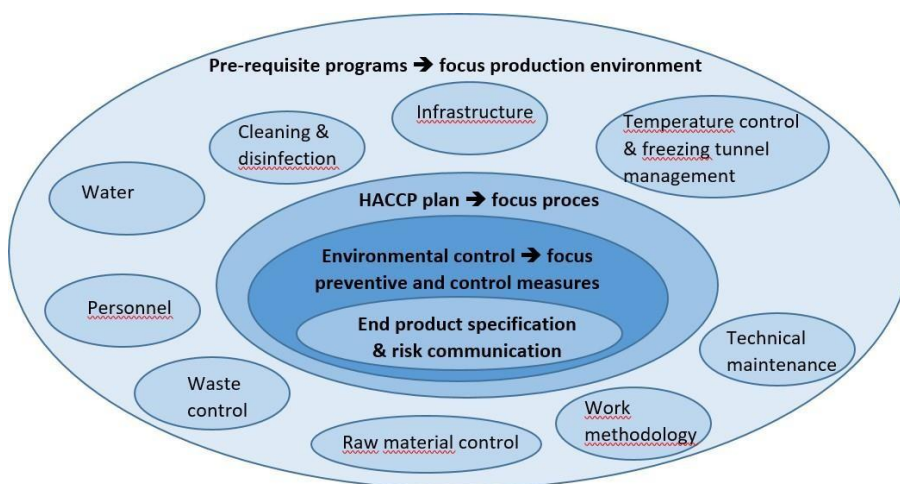 Pre-requisite programs ➔ focus production environment
Infrastructure
Cleaning &
disinfection
Temperature control
& freezing tunnel
management
Water
HACCP plan ➔ focus proces
Environmental control ➔ focus
preventive and control measures
Personnel
End product specification
& risk communication
Technical
maintenance
Waste
control
Work
methodology
Raw material control